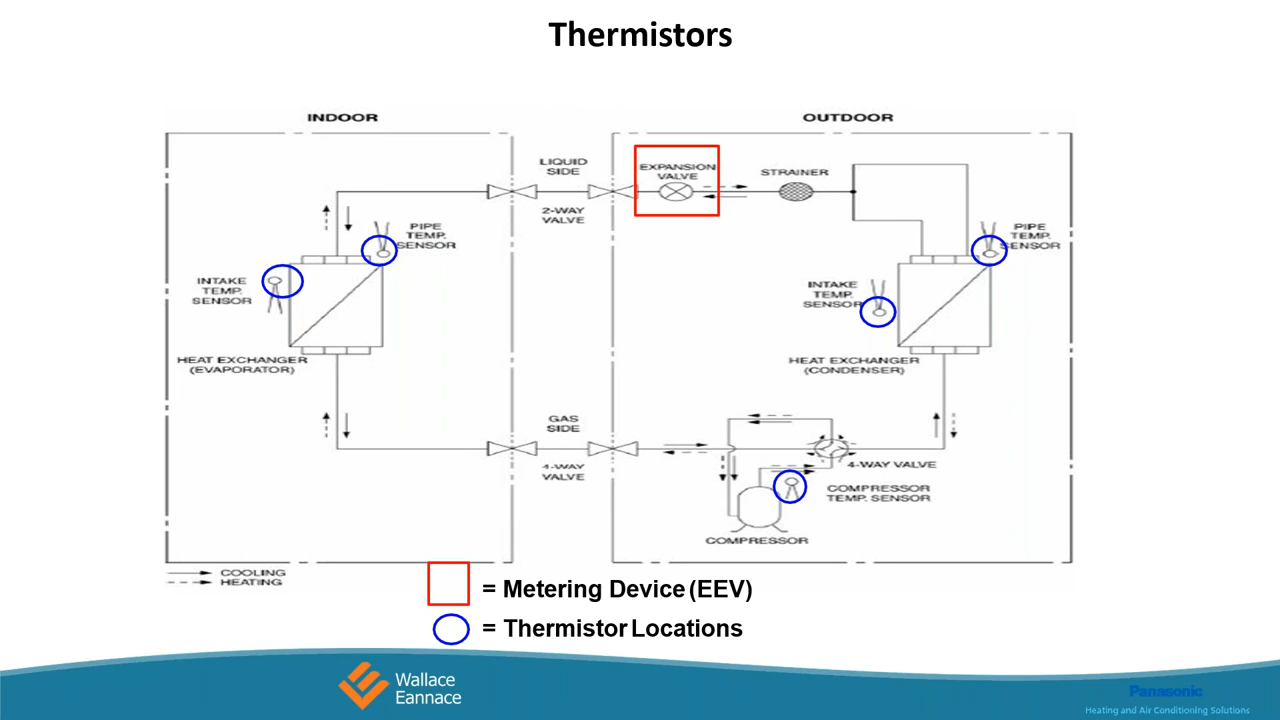 Thermistors
INDOOR
OUTDOOR
LIQUID
SIDE
2-WAY
VALVE
EXPANSION
VALVE
STRAINER
PIPE
TEMP.
SENSOR
INTAKE
TEMP.
SENSOR
PIPE
TEMP.
SENSOR
INTAKE
TEMP.
SENSOR
HEAT EXCHANGER
(EVAPORATOR)
HEAT EXCHANGER
(CONDENSER)
GAS
SIDE
4-WAY
VALVE
4-WAY VALVE
COMPRESSOR
TEMP. SENSOR
COMPRESSOR
COOLING
HEATING
= Metering Device (EEV)
= Thermistor Locations
Wallace
Eannace
Panasonic
Heating and Air Conditioning Solutions